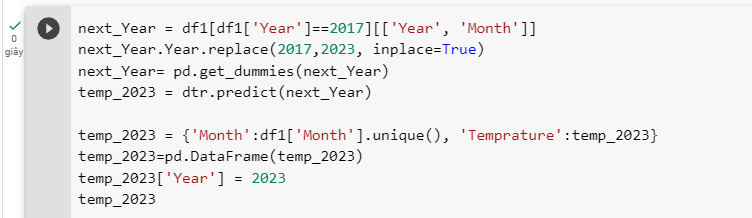 0
giây
next_Year = df1[df1['Year']==2017][['Year', 'Month']]
next_Year.Year.replace(2017,2023, inplace=True)
next_Year= pd.get_dummies(next_Year)
temp_2023 = dtr.predict(next_Year)
temp_2023 = {'Month':df1['Month'].unique(), 'Temprature':temp_2023}
temp_2023=pd.DataFrame(temp_2023)
temp_2023['Year'] = 2023
temp_2023